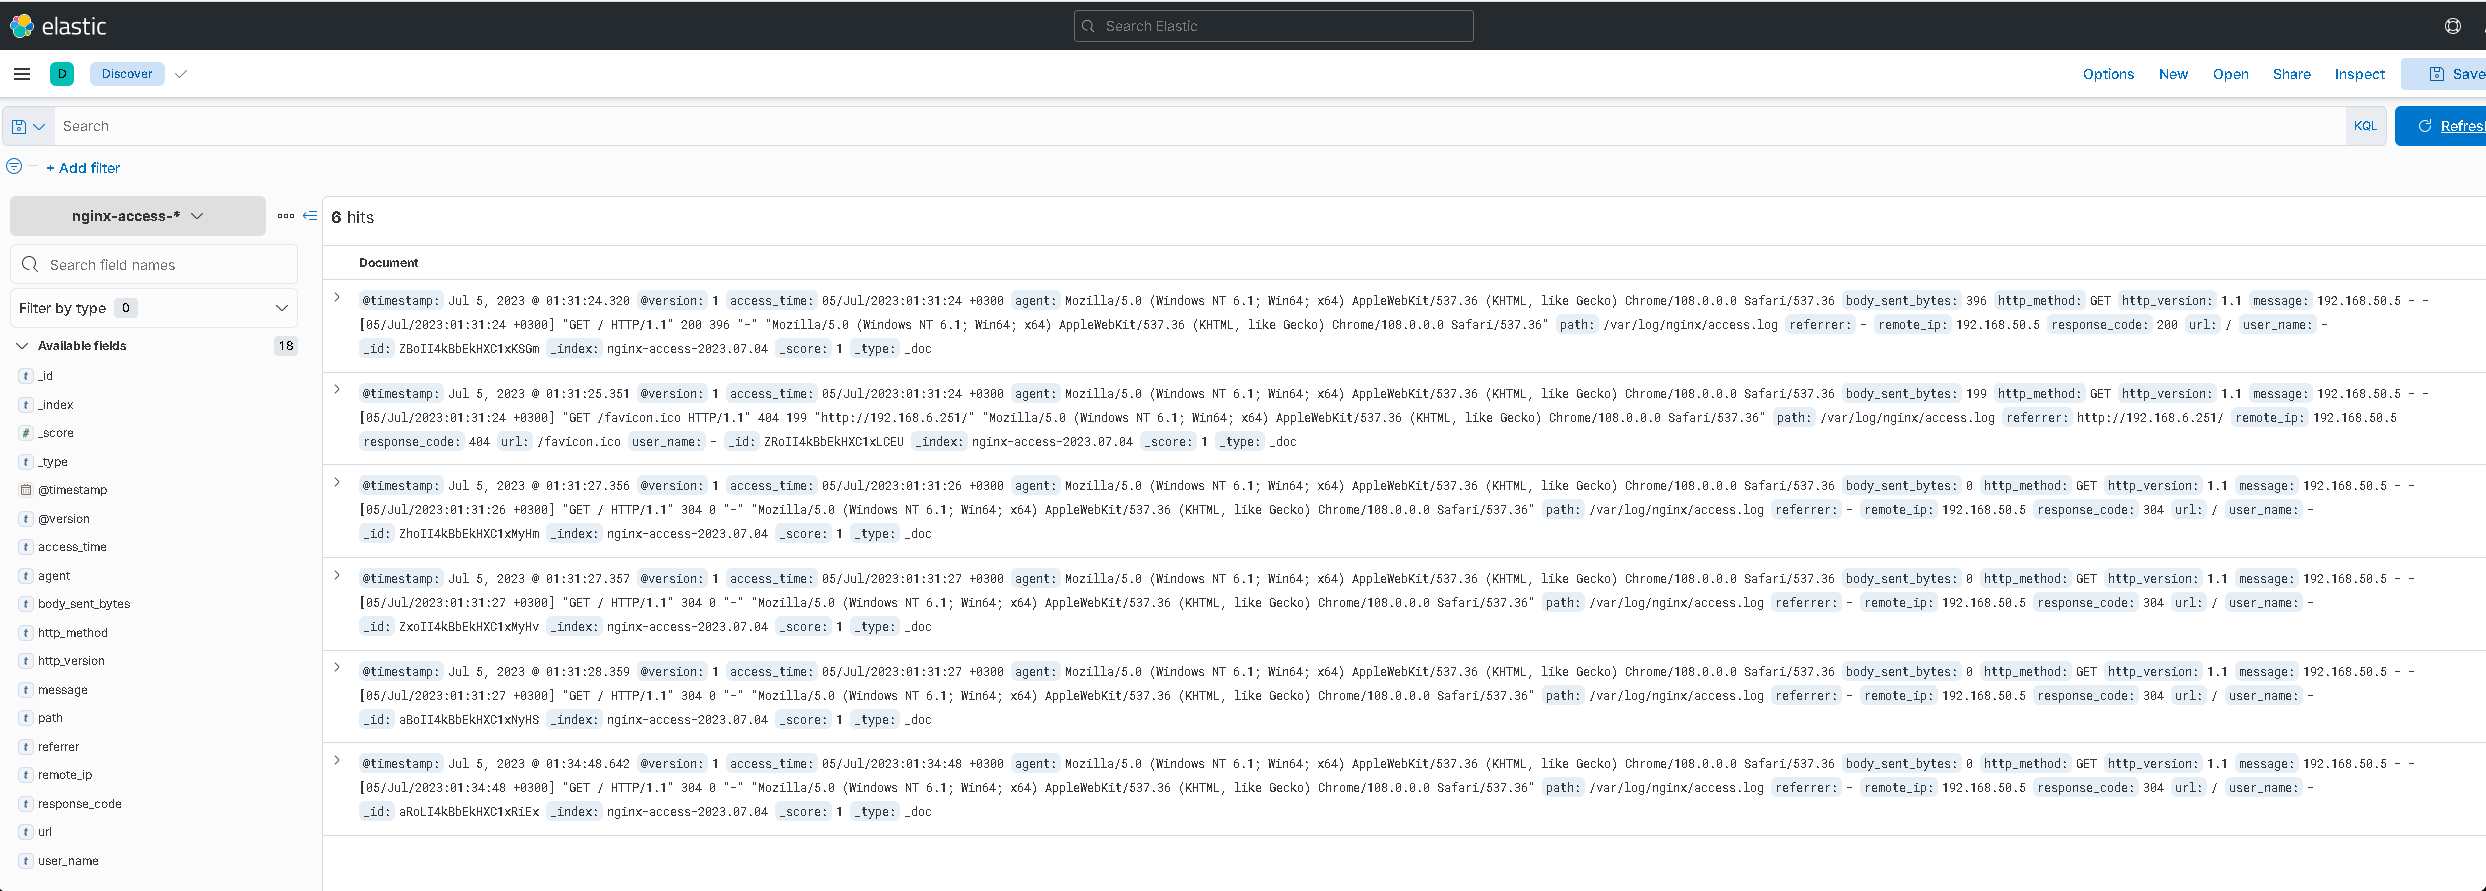 elastic
Search Elastic
D
Discover
Options
New
Open
Share
Inspect
Save
Search
KQL
Refresh
+ Add filter
nginx-access-*
6 hits
Search field names
Document
Filter by type 0
Available fields 18
t _id
t _index
# _score
t _type
@timestamp
t @version
t access_time
t agent
t body_sent_bytes
t http_method
t http_version
t message
t path
t referrer
t remote_ip
t response_code
t url
t user_name
@timestamp: Jul 5, 2023 @ 01:31:24.320 @version: 1 access_time: 05/Jul/2023:01:31:24 +0300 agent: Mozilla/5.0 (Windows NT 6.1; Win64; x64) AppleWebKit/537.36 (KHTML, like Gecko) Chrome/108.0.0.0 Safari/537.36 body_sent_bytes: 396 http_method: GET http_version: 1.1 message: 192.168.50.5 - -
[05/Jul/2023:01:31:24 +0300] "GET / HTTP/1.1" 200 396 "-" "Mozilla/5.0 (Windows NT 6.1; Win64; x64) AppleWebKit/537.36 (KHTML, like Gecko) Chrome/108.0.0.0 Safari/537.36" path: /var/log/nginx/access.log referrer: - remote_ip: 192.168.50.5 response_code: 200 url: / user_name: -
_id: ZBoII4kBbEkHXC1xKSGm _index: nginx-access-2023.07.04 _score: 1 _type: _doc
@timestamp: Jul 5, 2023 @ 01:31:25.351 @version: 1 access_time: 05/Jul/2023:01:31:24 +0300 agent: Mozilla/5.0 (Windows NT 6.1; Win64; x64) AppleWebKit/537.36 (KHTML, like Gecko) Chrome/108.0.0.0 Safari/537.36 body_sent_bytes: 199 http_method: GET http_version: 1.1 message: 192.168.50.5 - -
[05/Jul/2023:01:31:24 +0300] "GET /favicon.ico HTTP/1.1" 404 199 "http://192.168.6.251/" "Mozilla/5.0 (Windows NT 6.1; Win64; x64) AppleWebKit/537.36 (KHTML, like Gecko) Chrome/108.0.0.0 Safari/537.36" path: /var/log/nginx/access.log referrer: http://192.168.6.251/ remote_ip: 192.168.50.5
response_code: 404 url: /favicon.ico user_name: - _id: ZRoII4kBbEkHXC1xLCEU _index: nginx-access-2023.07.04 _score: 1 _type: _doc
@timestamp: Jul 5, 2023 @ 01:31:27.356 @version: 1 access_time: 05/Jul/2023:01:31:26 +0300 agent: Mozilla/5.0 (Windows NT 6.1; Win64; x64) AppleWebKit/537.36 (KHTML, like Gecko) Chrome/108.0.0.0 Safari/537.36 body_sent_bytes: 0 http_method: GET http_version: 1.1 message: 192.168.50.5 - -
[05/Jul/2023:01:31:26 +0300] "GET / HTTP/1.1" 304 0 "-" "Mozilla/5.0 (Windows NT 6.1; Win64; x64) AppleWebKit/537.36 (KHTML, like Gecko) Chrome/108.0.0.0 Safari/537.36" path: /var/log/nginx/access.log referrer: - remote_ip: 192.168.50.5 response_code: 304 url: / user_name: -
_id: ZhoII4kBbEkHXC1xMyHm _index: nginx-access-2023.07.04 _score: 1 _type: _doc
@timestamp: Jul 5, 2023 @ 01:31:27.357 @version: 1 access_time: 05/Jul/2023:01:31:27 +0300 agent: Mozilla/5.0 (Windows NT 6.1; Win64; x64) AppleWebKit/537.36 (KHTML, like Gecko) Chrome/108.0.0.0 Safari/537.36 body_sent_bytes: 0 http_method: GET http_version: 1.1 message: 192.168.50.5 - -
[05/Jul/2023:01:31:27 +0300] "GET / HTTP/1.1" 304 0 "-" "Mozilla/5.0 (Windows NT 6.1; Win64; x64) AppleWebKit/537.36 (KHTML, like Gecko) Chrome/108.0.0.0 Safari/537.36" path: /var/log/nginx/access.log referrer: - remote_ip: 192.168.50.5 response_code: 304 url: / user_name: -
_id: ZxoII4kBbEkHXC1xMyHv _index: nginx-access-2023.07.04 _score: 1 _type: _doc
@timestamp: Jul 5, 2023 @ 01:31:28.359 @version: 1 access_time: 05/Jul/2023:01:31:27 +0300 agent: Mozilla/5.0 (Windows NT 6.1; Win64; x64) AppleWebKit/537.36 (KHTML, like Gecko) Chrome/108.0.0.0 Safari/537.36 body_sent_bytes: 0 http_method: GET http_version: 1.1 message: 192.168.50.5 - -
[05/Jul/2023:01:31:27 +0300] "GET / HTTP/1.1" 304 0 "-" "Mozilla/5.0 (Windows NT 6.1; Win64; x64) AppleWebKit/537.36 (KHTML, like Gecko) Chrome/108.0.0.0 Safari/537.36" path: /var/log/nginx/access.log referrer: - remote_ip: 192.168.50.5 response_code: 304 url: / user_name: -
_id: aBoII4kBbEkHXC1xNyHS _index: nginx-access-2023.07.04 _score: 1 _type: _doc
@timestamp: Jul 5, 2023 @ 01:34:48.642 @version: 1 access_time: 05/Jul/2023:01:34:48 +0300 agent: Mozilla/5.0 (Windows NT 6.1; Win64; x64) AppleWebKit/537.36 (KHTML, like Gecko) Chrome/108.0.0.0 Safari/537.36 body_sent_bytes: 0 http_method: GET http_version: 1.1 message: 192.168.50.5 - -
[05/Jul/2023:01:34:48 +0300] "GET / HTTP/1.1" 304 0 "-" "Mozilla/5.0 (Windows NT 6.1; Win64; x64) AppleWebKit/537.36 (KHTML, like Gecko) Chrome/108.0.0.0 Safari/537.36" path: /var/log/nginx/access.log referrer: - remote_ip: 192.168.50.5 response_code: 304 url: / user_name: -
_id: aRoLI4kBbEkHXC1xRiEx _index: nginx-access-2023.07.04 _score: 1 _type: _doc